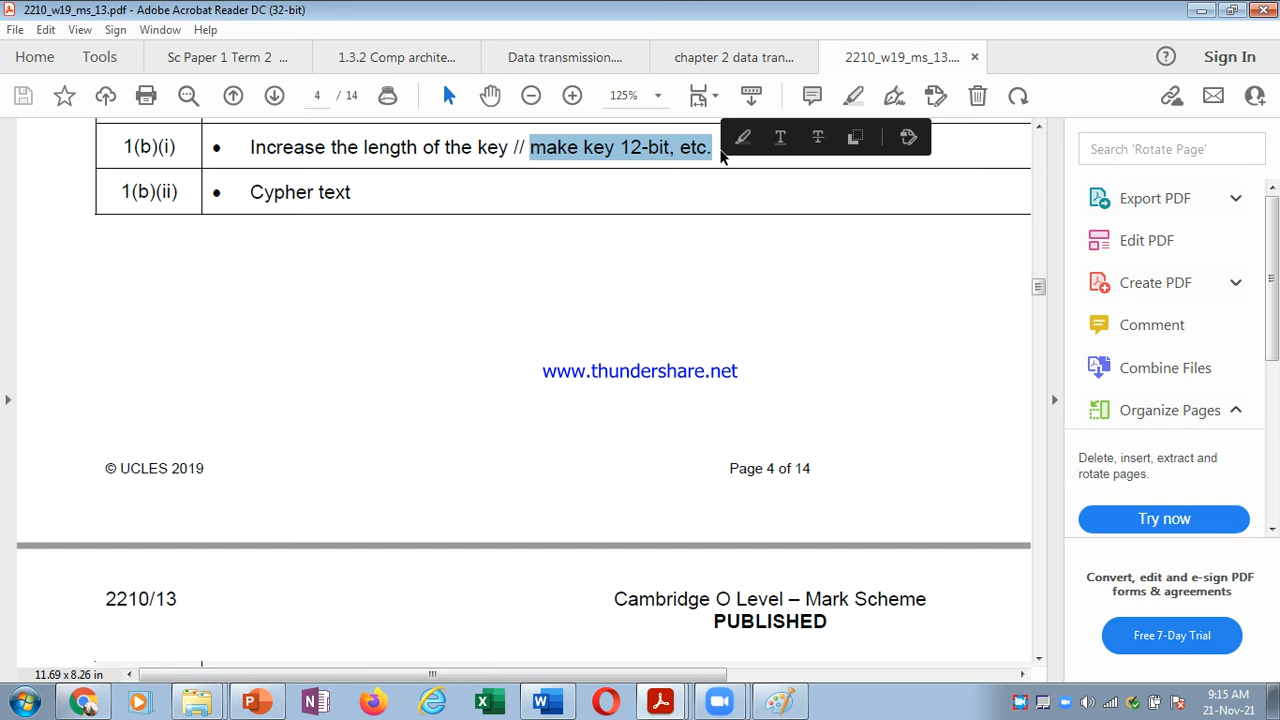 2210_w19_ms_13.pdf - Adobe Acrobat Reader DC (32-bit)
File Edit View Sign Window Help
Home Tools Sc Paper 1 Term 2 ... 1.3.2 Comp archite... Data transmission.... chapter 2 data tran... 2210_w19_ms_13.... × Sign In
4 / 14 125%
1(b)(i) • Increase the length of the key // make key 12-bit, etc.
1(b)(ii) • Cypher text
www.thundershare.net
© UCLES 2019 Page 4 of 14
2210/13 Cambridge O Level – Mark Scheme
PUBLISHED
11.69 x 8.26 in
Search 'Rotate Page'
Export PDF
Edit PDF
Create PDF
Comment
Combine Files
Organize Pages
Delete, insert, extract and
rotate pages.
Try now
Convert, edit and e-sign PDF
forms & agreements
Free 7-Day Trial
9:15 AM
21-Nov-21